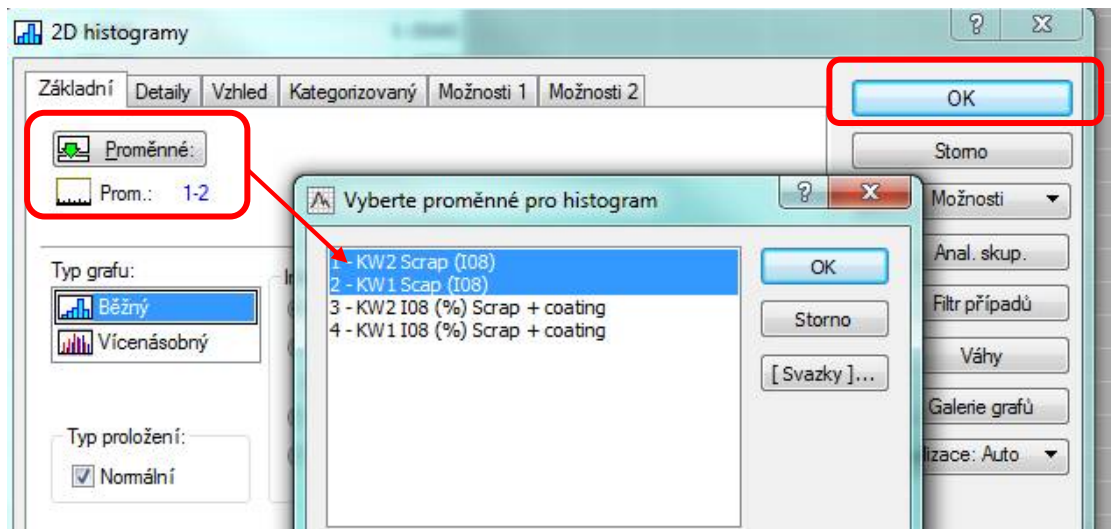 2D histogramy
Základní Detaily Vzhled Kategorizovaný Možnosti 1 Možnosti 2
Proměnné:
Prom.: 1-2
Typ grafu:
Běžný
Vícenásobný
Typ proložení:
Normální
Vyberte proměnné pro histogram
1 - KW2 Scrap (I08)
2 - KW1 Scap (I08)
3 - KW2 I08 (%) Scrap + coating
4 - KW1 I08 (%) Scrap + coating
OK
Storno
[ Svazky ]...
OK
Storno
Možnosti
Anal. skup.
Filtr případů
Váhy
Galerie grafů
: Auto